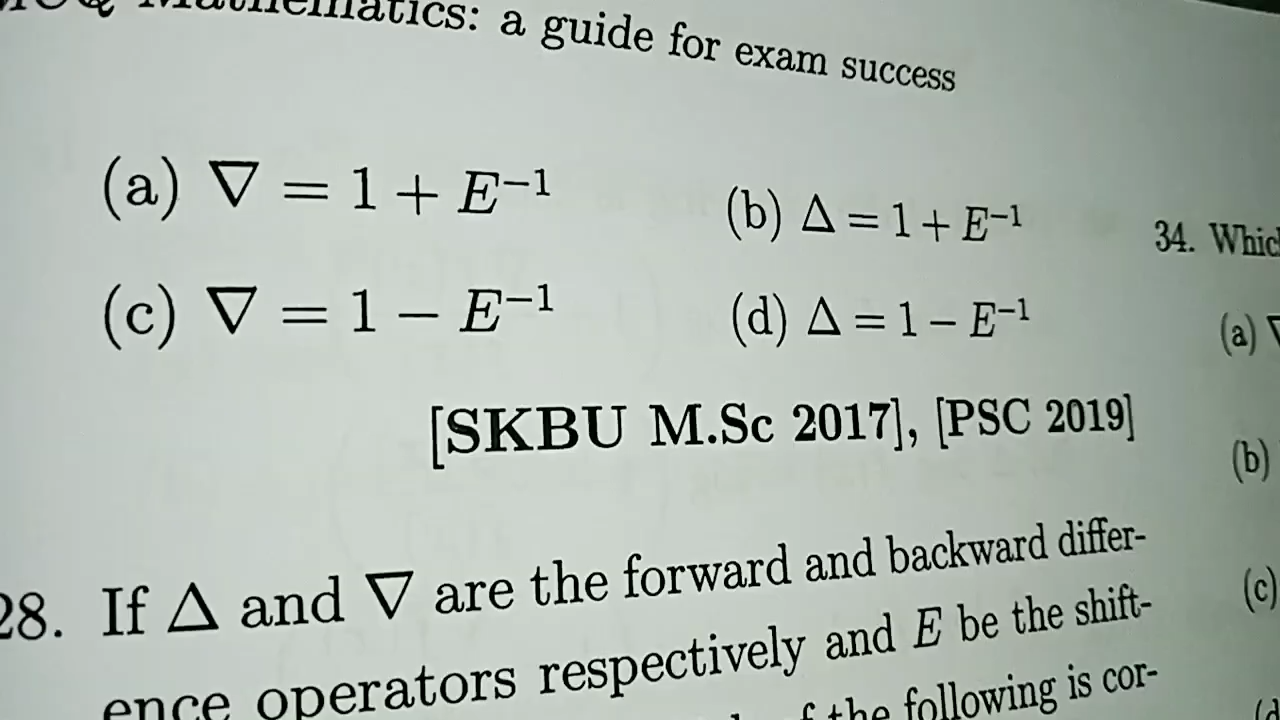 Mathematics: a guide for exam success
(a) ∇ = 1 + E⁻¹ (b) Δ = 1 + E⁻¹
(c) ∇ = 1 − E⁻¹ (d) Δ = 1 − E⁻¹
[SKBU M.Sc 2017], [PSC 2019]
28. If Δ and ∇ are the forward and backward differ-
ence operators respectively and E be the shift-
the following is cor-
34.
(a)
(b)
(c)